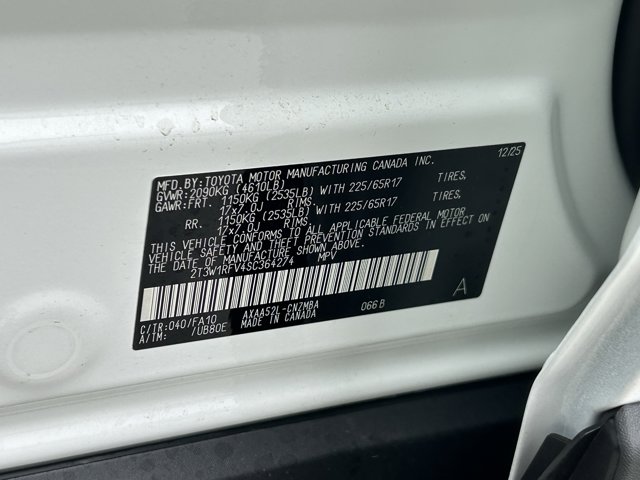 MFD.BY:TOYOTA MOTOR MANUFACTURING CANADA INC. 12/25
GVWR:2090KG (4610LB)
GAWR:FRT. 1150KG (2535LB) WITH 225/65R17 TIRES,
17x7.0J RIMS.
RR. 1150KG (2535LB) WITH 225/65R17 TIRES,
17x7.0J RIMS.
THIS VEHICLE CONFORMS TO ALL APPLICABLE FEDERAL MOTOR
VEHICLE SAFETY AND THEFT PREVENTION STANDARDS IN EFFECT ON
THE DATE OF MANUFACTURE SHOWN ABOVE.
2T3W1RFV4SC364274 MPV
C/TR:040/FA10 AXAA52L-CNZMBA 066B A
A/TM: /UB80E MADE IN CANADA